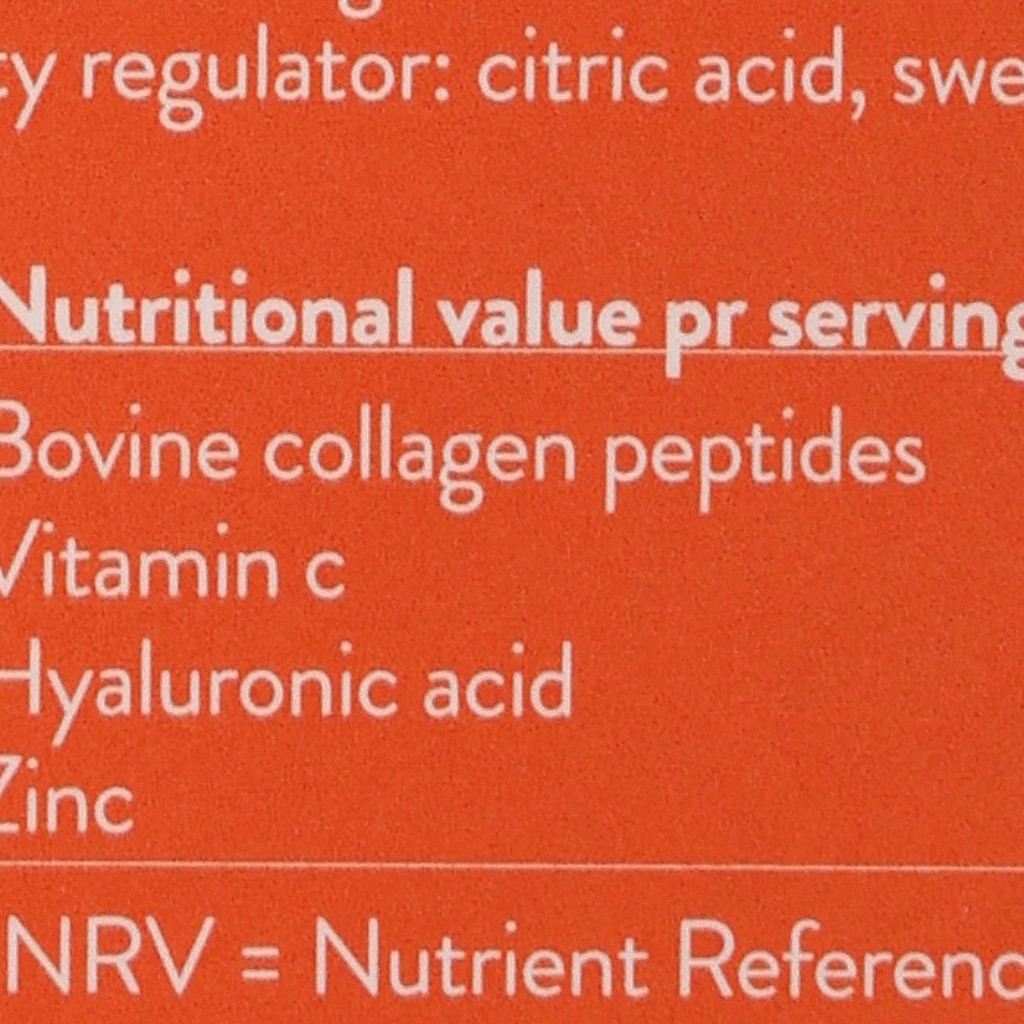 ty regulator: citric acid, swe
Nutritional value pr serving
Bovine collagen peptides
Vitamin c
Hyaluronic acid
Zinc
NRV = Nutrient Referenc